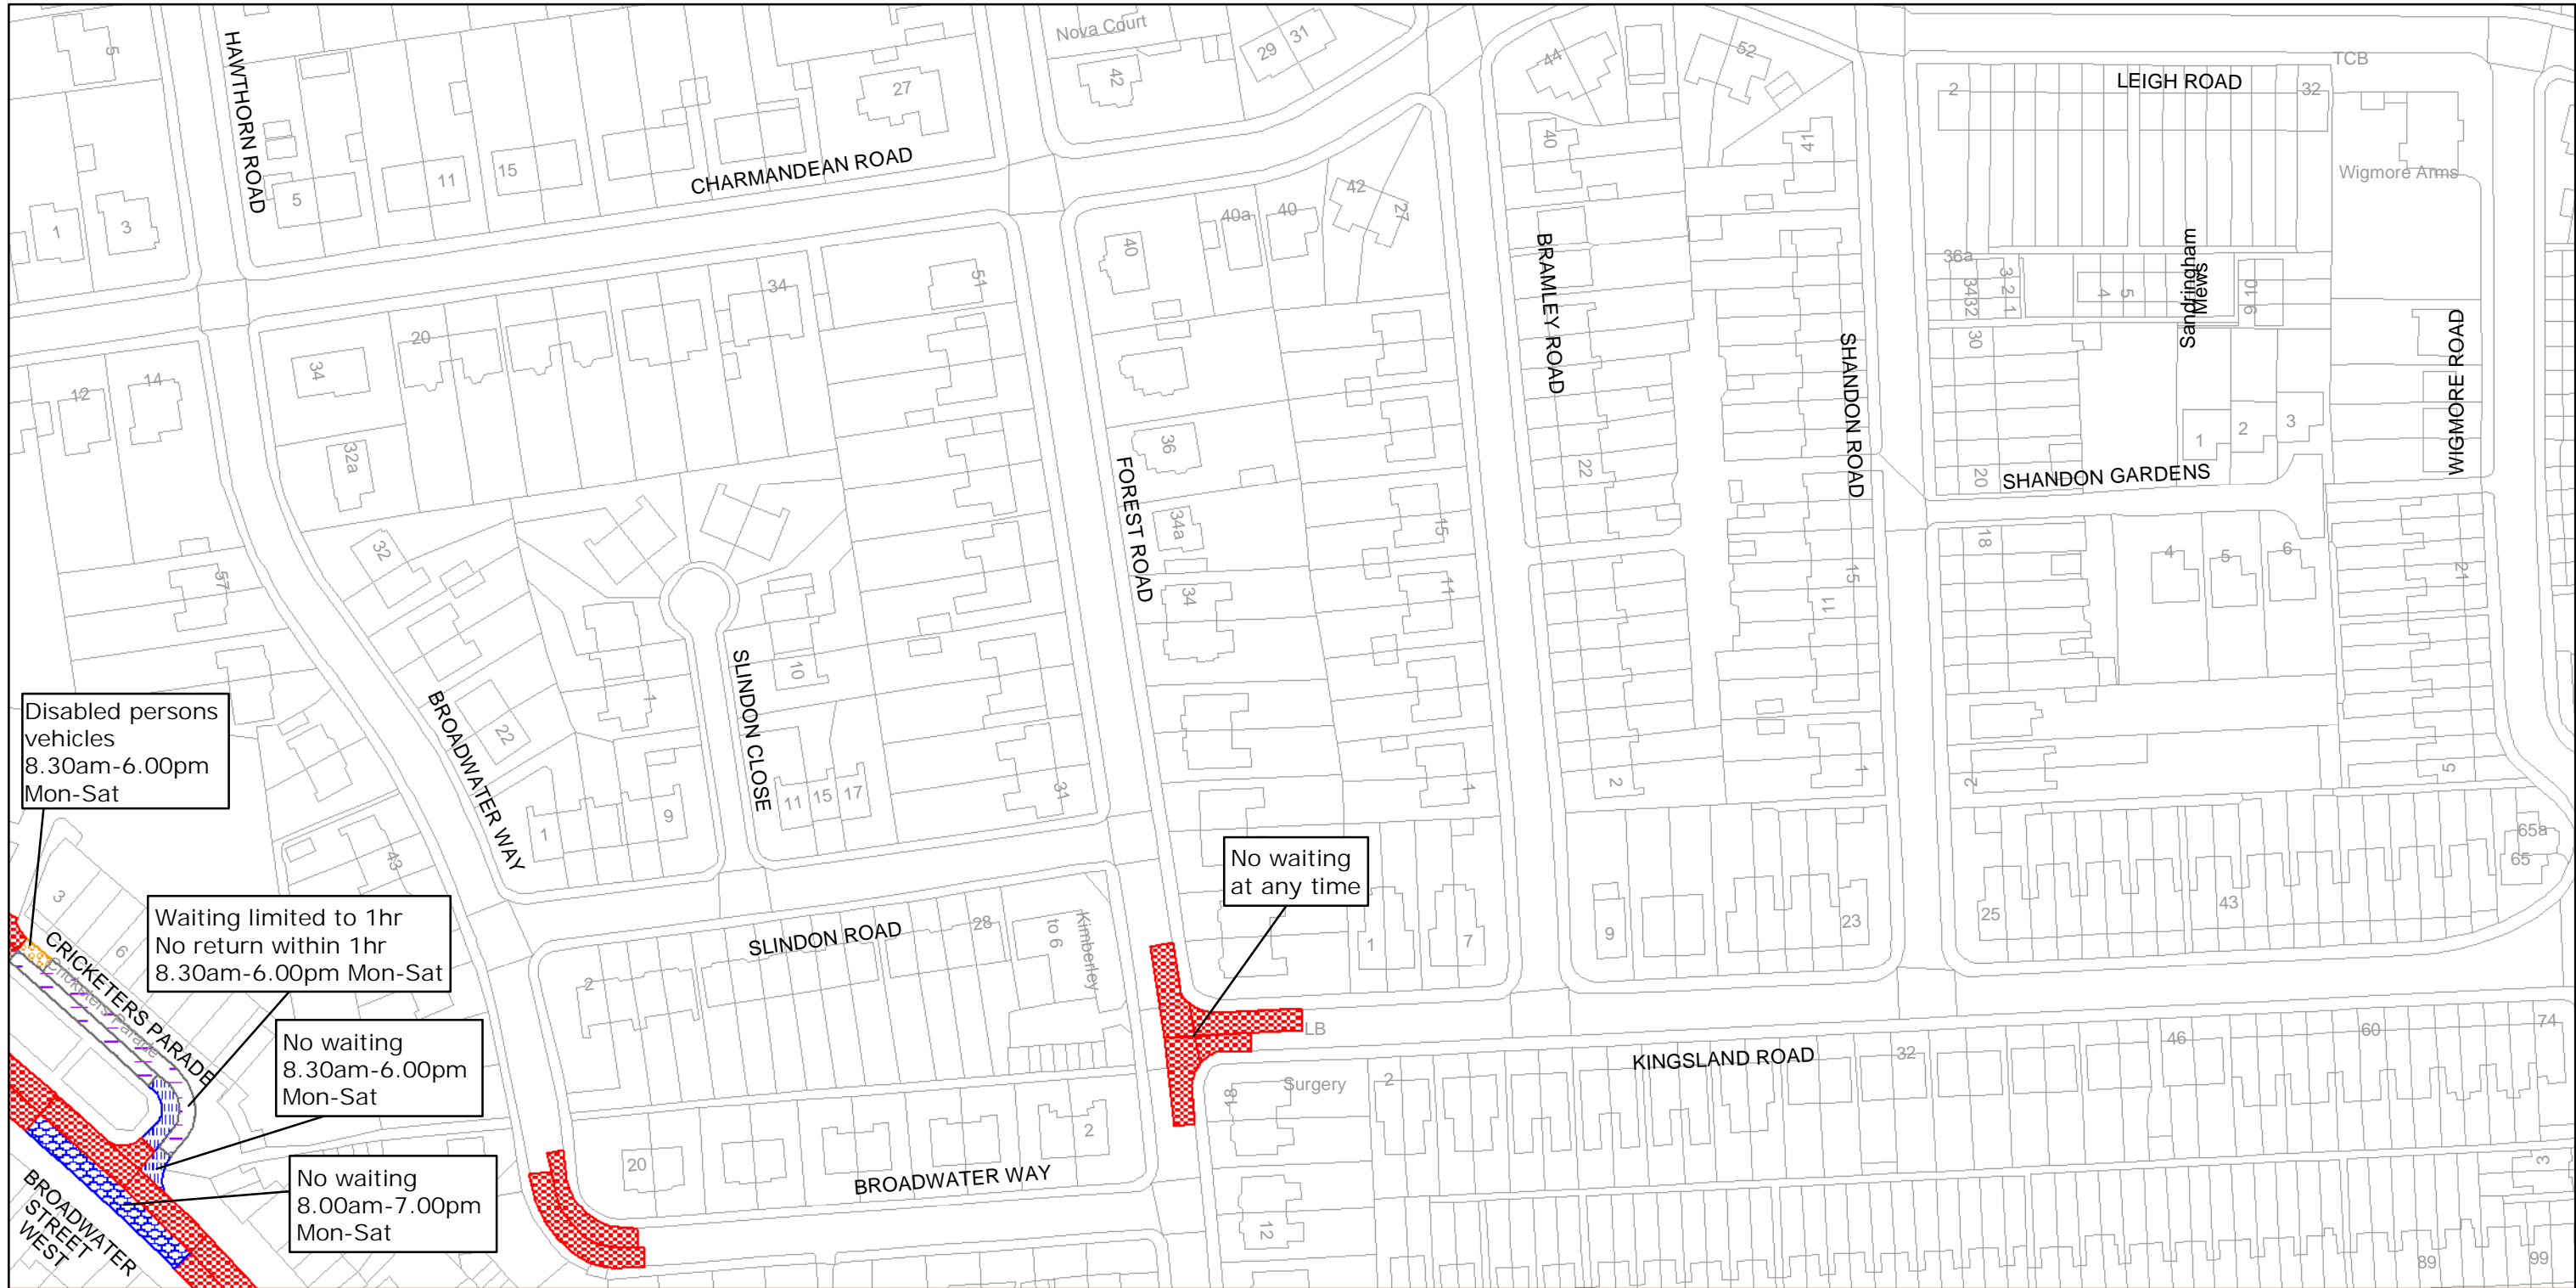 5
HAWTHORN ROAD
Nova Court
42
29
31
44
52
TCB
LEIGH ROAD
2
32
27
40
41
Wigmore Arms
11
15
CHARMANDEAN ROAD
5
1
3
42
27
40a
40
40
51
34
BRAMLEY ROAD
36a
34
32
3
2
1
4
5
Sandringham
Mews
10
9
30
SHANDON ROAD
WIGMORE ROAD
20
34
12
14
32a
36
FOREST ROAD
22
20
SHANDON GARDENS
1
2
3
34a
15
18
4
5
6
32
57
34
11
15
11
21
SLINDON CLOSE
10
1
BROADWATER WAY
22
Disabled persons
vehicles
8.30am-6.00pm
Mon-Sat
1
9
11
15
17
31
1
2
1
2
5
43
65a
65
No waiting
at any time
3
6
CRICKETERS PARADE
Cricketers Parade
Waiting limited to 1hr
No return within 1hr
8.30am-6.00pm Mon-Sat
SLINDON ROAD
28
to 6
Kimberley
2
1
7
9
23
25
43
LB
No waiting
8.30am-6.00pm
Mon-Sat
KINGSLAND ROAD
32
46
60
74
Surgery
2
18
20
2
BROADWATER WAY
No waiting
8.00am-7.00pm
Mon-Sat
BROADWATER
STREET
WEST
12
3
89
99